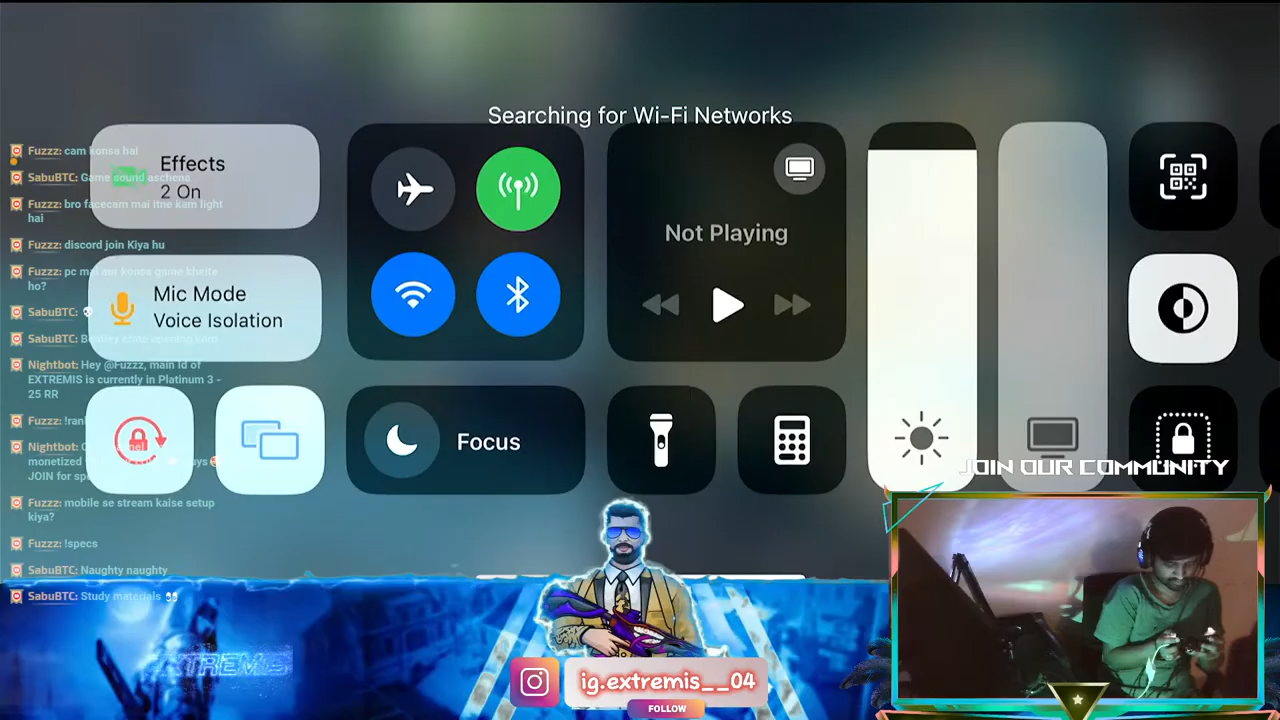 Searching for Wi-Fi Networks
Effects
2 On
Mic Mode
Voice Isolation
Not Playing
Focus
Fuzzz: cam konsa hai
SabuBTC: Game sound aschena
Fuzzz: bro facecam mai itne kam light
hai
Fuzzz: discord join Kiya hu
Fuzzz: pc mai aur konsa game khelte
ho?
SabuBTC: 💀
SabuBTC:
Nightbot: Hey @Fuzzz, main Id of
EXTREMIS is currently in Platinum 3 -
25 RR
Fuzzz: !ran
Nightbot:
monetized
JOIN for spe
Fuzzz: mobile se stream kaise setup
kiya?
Fuzzz: !specs
SabuBTC: Naughty naughty
SabuBTC: Study materials 👀
JOIN OUR COMMUNITY
EXTREMIS
ig.extremis__04
FOLLOW